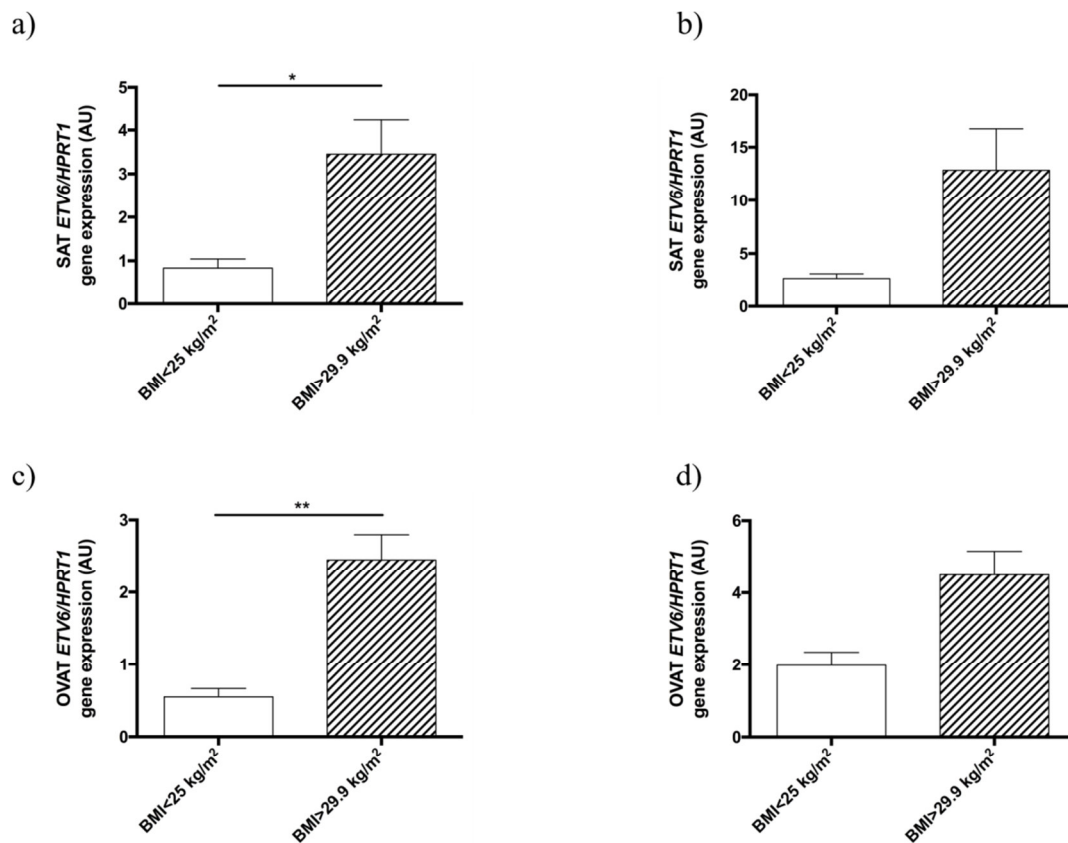 a)
*
5
4
3
2
1
0
SAT ETV6/HPRT1
gene expression (AU)
BMI<25 kg/m²
BMI>29.9 kg/m²
b)
20
15
10
5
0
SAT ETV6/HPRT1
gene expression (AU)
BMI<25 kg/m²
BMI>29.9 kg/m²
c)
**
3
2
1
0
OVAT ETV6/HPRT1
gene expression (AU)
BMI<25 kg/m²
BMI>29.9 kg/m²
d)
6
4
2
0
OVAT ETV6/HPRT1
gene expression (AU)
BMI<25 kg/m²
BMI>29.9 kg/m²